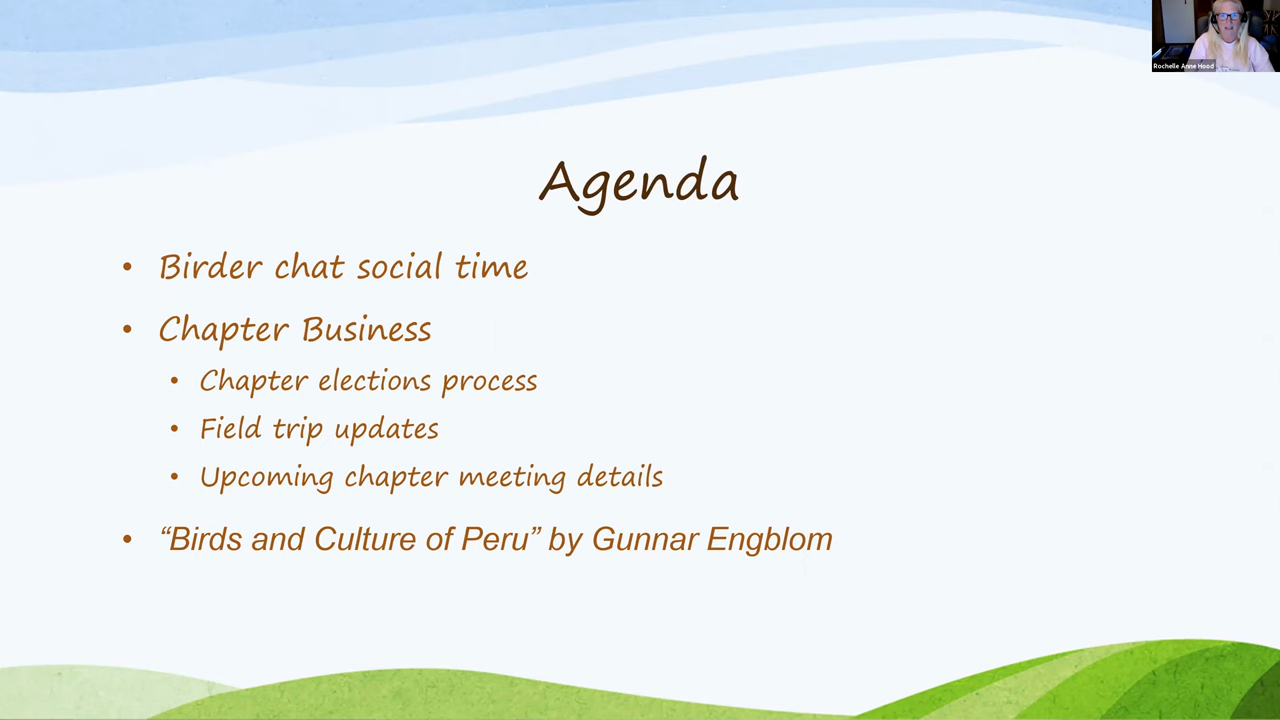 Rochelle Anne Hood
Agenda
• Birder chat social time
• Chapter Business
• Chapter elections process
• Field trip updates
• Upcoming chapter meeting details
• “Birds and Culture of Peru” by Gunnar Engblom